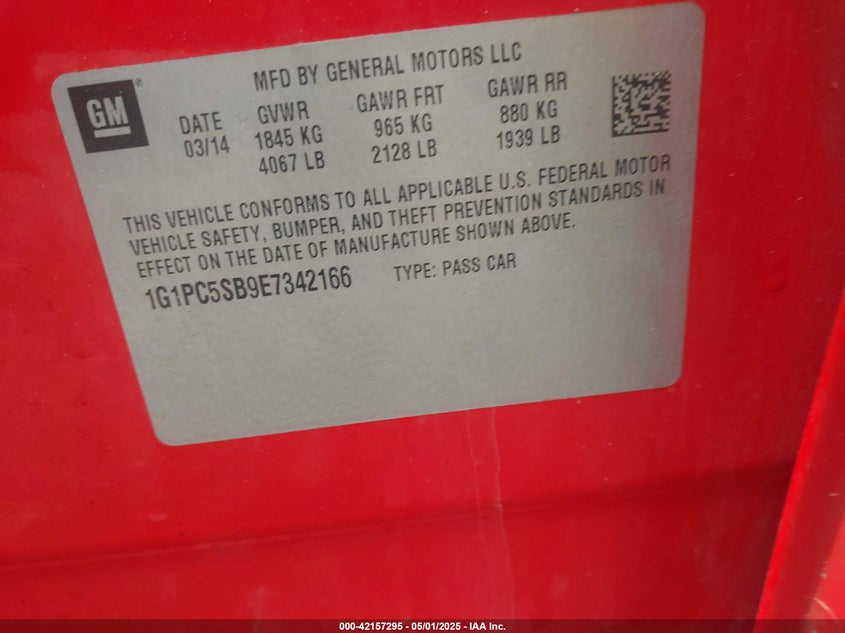 MFD BY GENERAL MOTORS LLC
GM®
DATE GVWR GAWR FRT GAWR RR
03/14 1845 KG 965 KG 880 KG
4067 LB 2128 LB 1939 LB
THIS VEHICLE CONFORMS TO ALL APPLICABLE U.S. FEDERAL MOTOR
VEHICLE SAFETY, BUMPER, AND THEFT PREVENTION STANDARDS IN
EFFECT ON THE DATE OF MANUFACTURE SHOWN ABOVE.
1G1PC5SB9E7342166 TYPE: PASS CAR
000-42157295 - 05/01/2025 - IAA Inc.